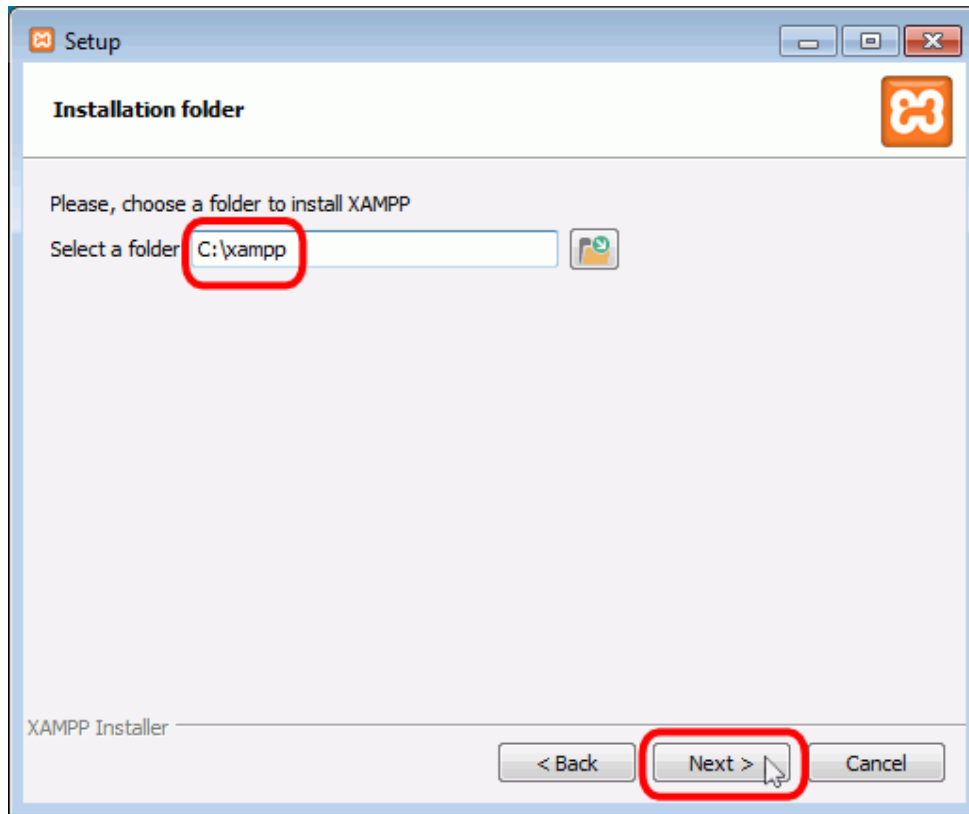 Setup
Installation folder
Please, choose a folder to install XAMPP
Select a folder C:\xampp
XAMPP Installer
< Back Next > Cancel